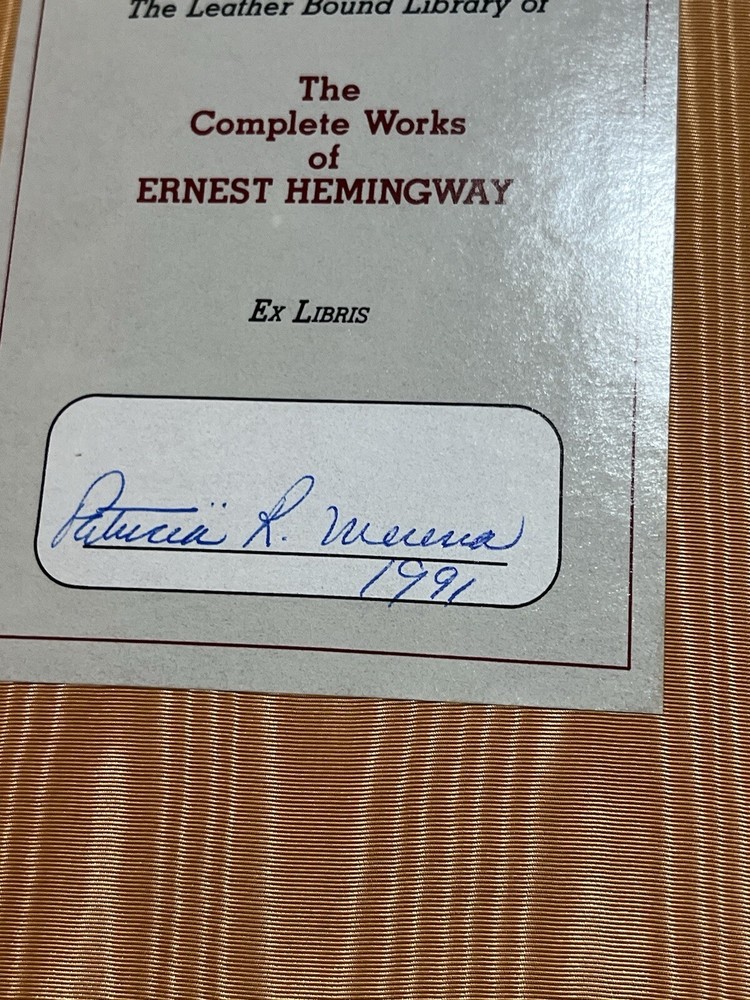 The Leather Bound Library of
The
Complete Works
of
ERNEST HEMINGWAY
EX LIBRIS
Patricia R.
1991